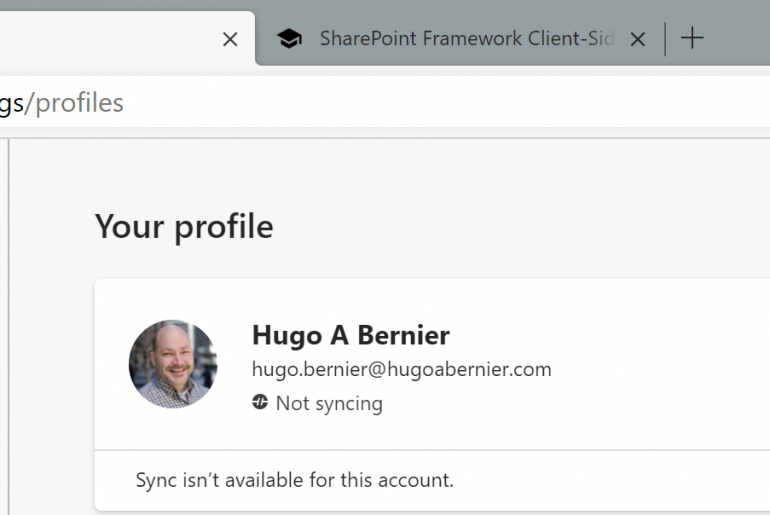 SharePoint Framework Client-Sid
gs/profiles
Your profile
Hugo A Bernier
hugo.bernier@hugoabernier.com
Not syncing
Sync isn’t available for this account.